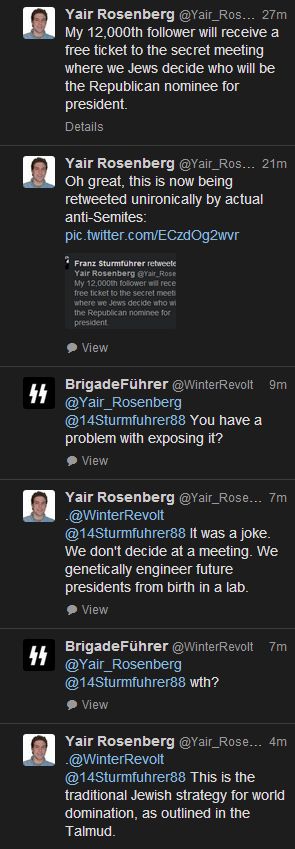 Yair Rosenberg @Yair_Ros... 27m
My 12,000th follower will receive a
free ticket to the secret meeting
where we Jews decide who will be
the Republican nominee for
president.
Details
Yair Rosenberg @Yair_Ros... 21m
Oh great, this is now being
retweeted unironically by actual
anti-Semites:
pic.twitter.com/ECzdOg2wvr
Franz Sturmführer retweete
Yair Rosenberg @Yair_Rose
My 12,000th follower will recei
free ticket to the secret meeti
where we Jews decide who wi
the Republican nominee for
president.
View
BrigadeFührer @WinterRevolt 9m
@Yair_Rosenberg
@14Sturmfuhrer88 You have a
problem with exposing it?
View
Yair Rosenberg @Yair_Rose... 7m
.@WinterRevolt
@14Sturmfuhrer88 It was a joke.
We don't decide at a meeting. We
genetically engineer future
presidents from birth in a lab.
View
BrigadeFührer @WinterRevolt 7m
@Yair_Rosenberg
@14Sturmfuhrer88 wth?
View
Yair Rosenberg @Yair_Rose... 4m
.@WinterRevolt
@14Sturmfuhrer88 This is the
traditional Jewish strategy for world
domination, as outlined in the
Talmud.